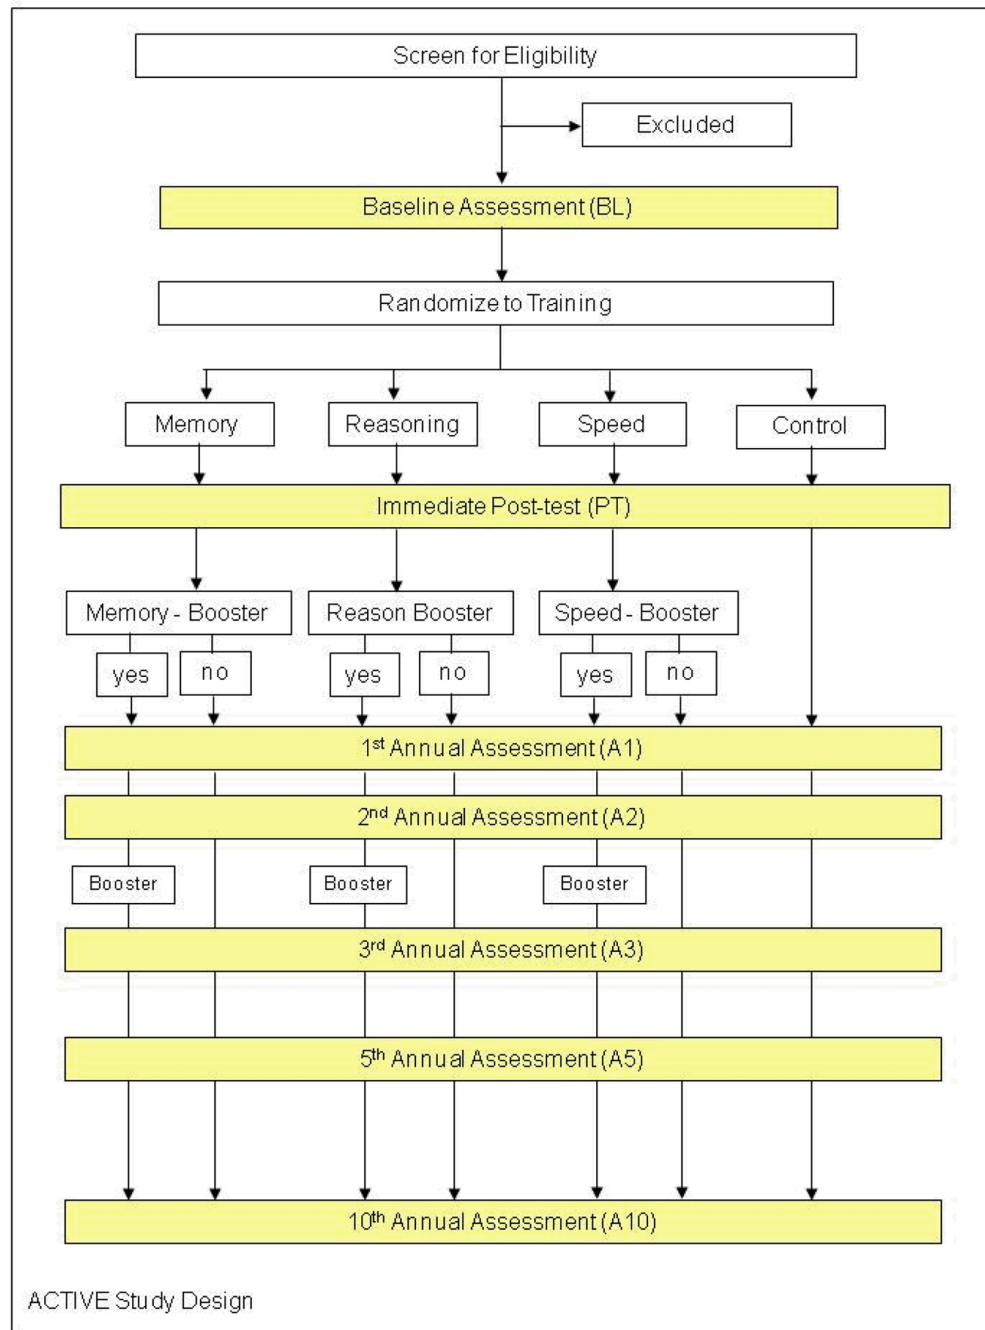 Screen for Eligibility
Excluded
Baseline Assessment (BL)
Randomize to Training
Memory Reasoning Speed Control
Immediate Post-test (PT)
Memory - Booster Reason Booster Speed - Booster
yes no yes no yes no
1st Annual Assessment (A1)
2nd Annual Assessment (A2)
Booster Booster Booster
3rd Annual Assessment (A3)
5th Annual Assessment (A5)
10th Annual Assessment (A10)
ACTIVE Study Design